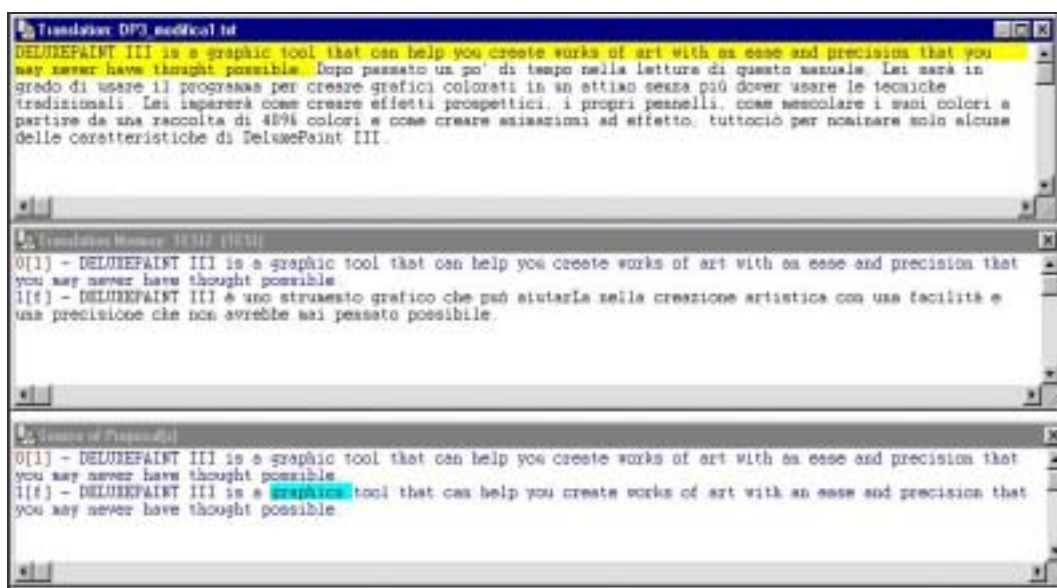 Translation: DP3_modifica1.txt
DELUXEPAINT III is a graphic tool that can help you create works of art with an ease and precision that you
may never have thought possible. Dopo passato un po' di tempo nella lettura di questo manuale, Lei sarà in
grado di usare il programma per creare grafici colorati in un attimo senza più dover usare le tecniche
tradizionali. Lei imparerà come creare effetti prospettici, i propri pennelli, come mescolare i suoi colori a
partire da una raccolta di 4096 colori e come creare animazioni ad effetto, tuttociò per nominare solo alcune
delle caratteristiche di DeluxePaint III.
Translation Memory:
0[1] - DELUXEPAINT III is a graphic tool that can help you create works of art with an ease and precision that
you may never have thought possible.
1[f] - DELUXEPAINT III è uno strumento grafico che può aiutarLa nella creazione artistica con una facilità e
una precisione che non avrebbe mai pensato possibile.
Source of Proposal(s)
0[1] - DELUXEPAINT III is a graphic tool that can help you create works of art with an ease and precision that
you may never have thought possible.
1[f] - DELUXEPAINT III is a graphics tool that can help you create works of art with an ease and precision that
you may never have thought possible.